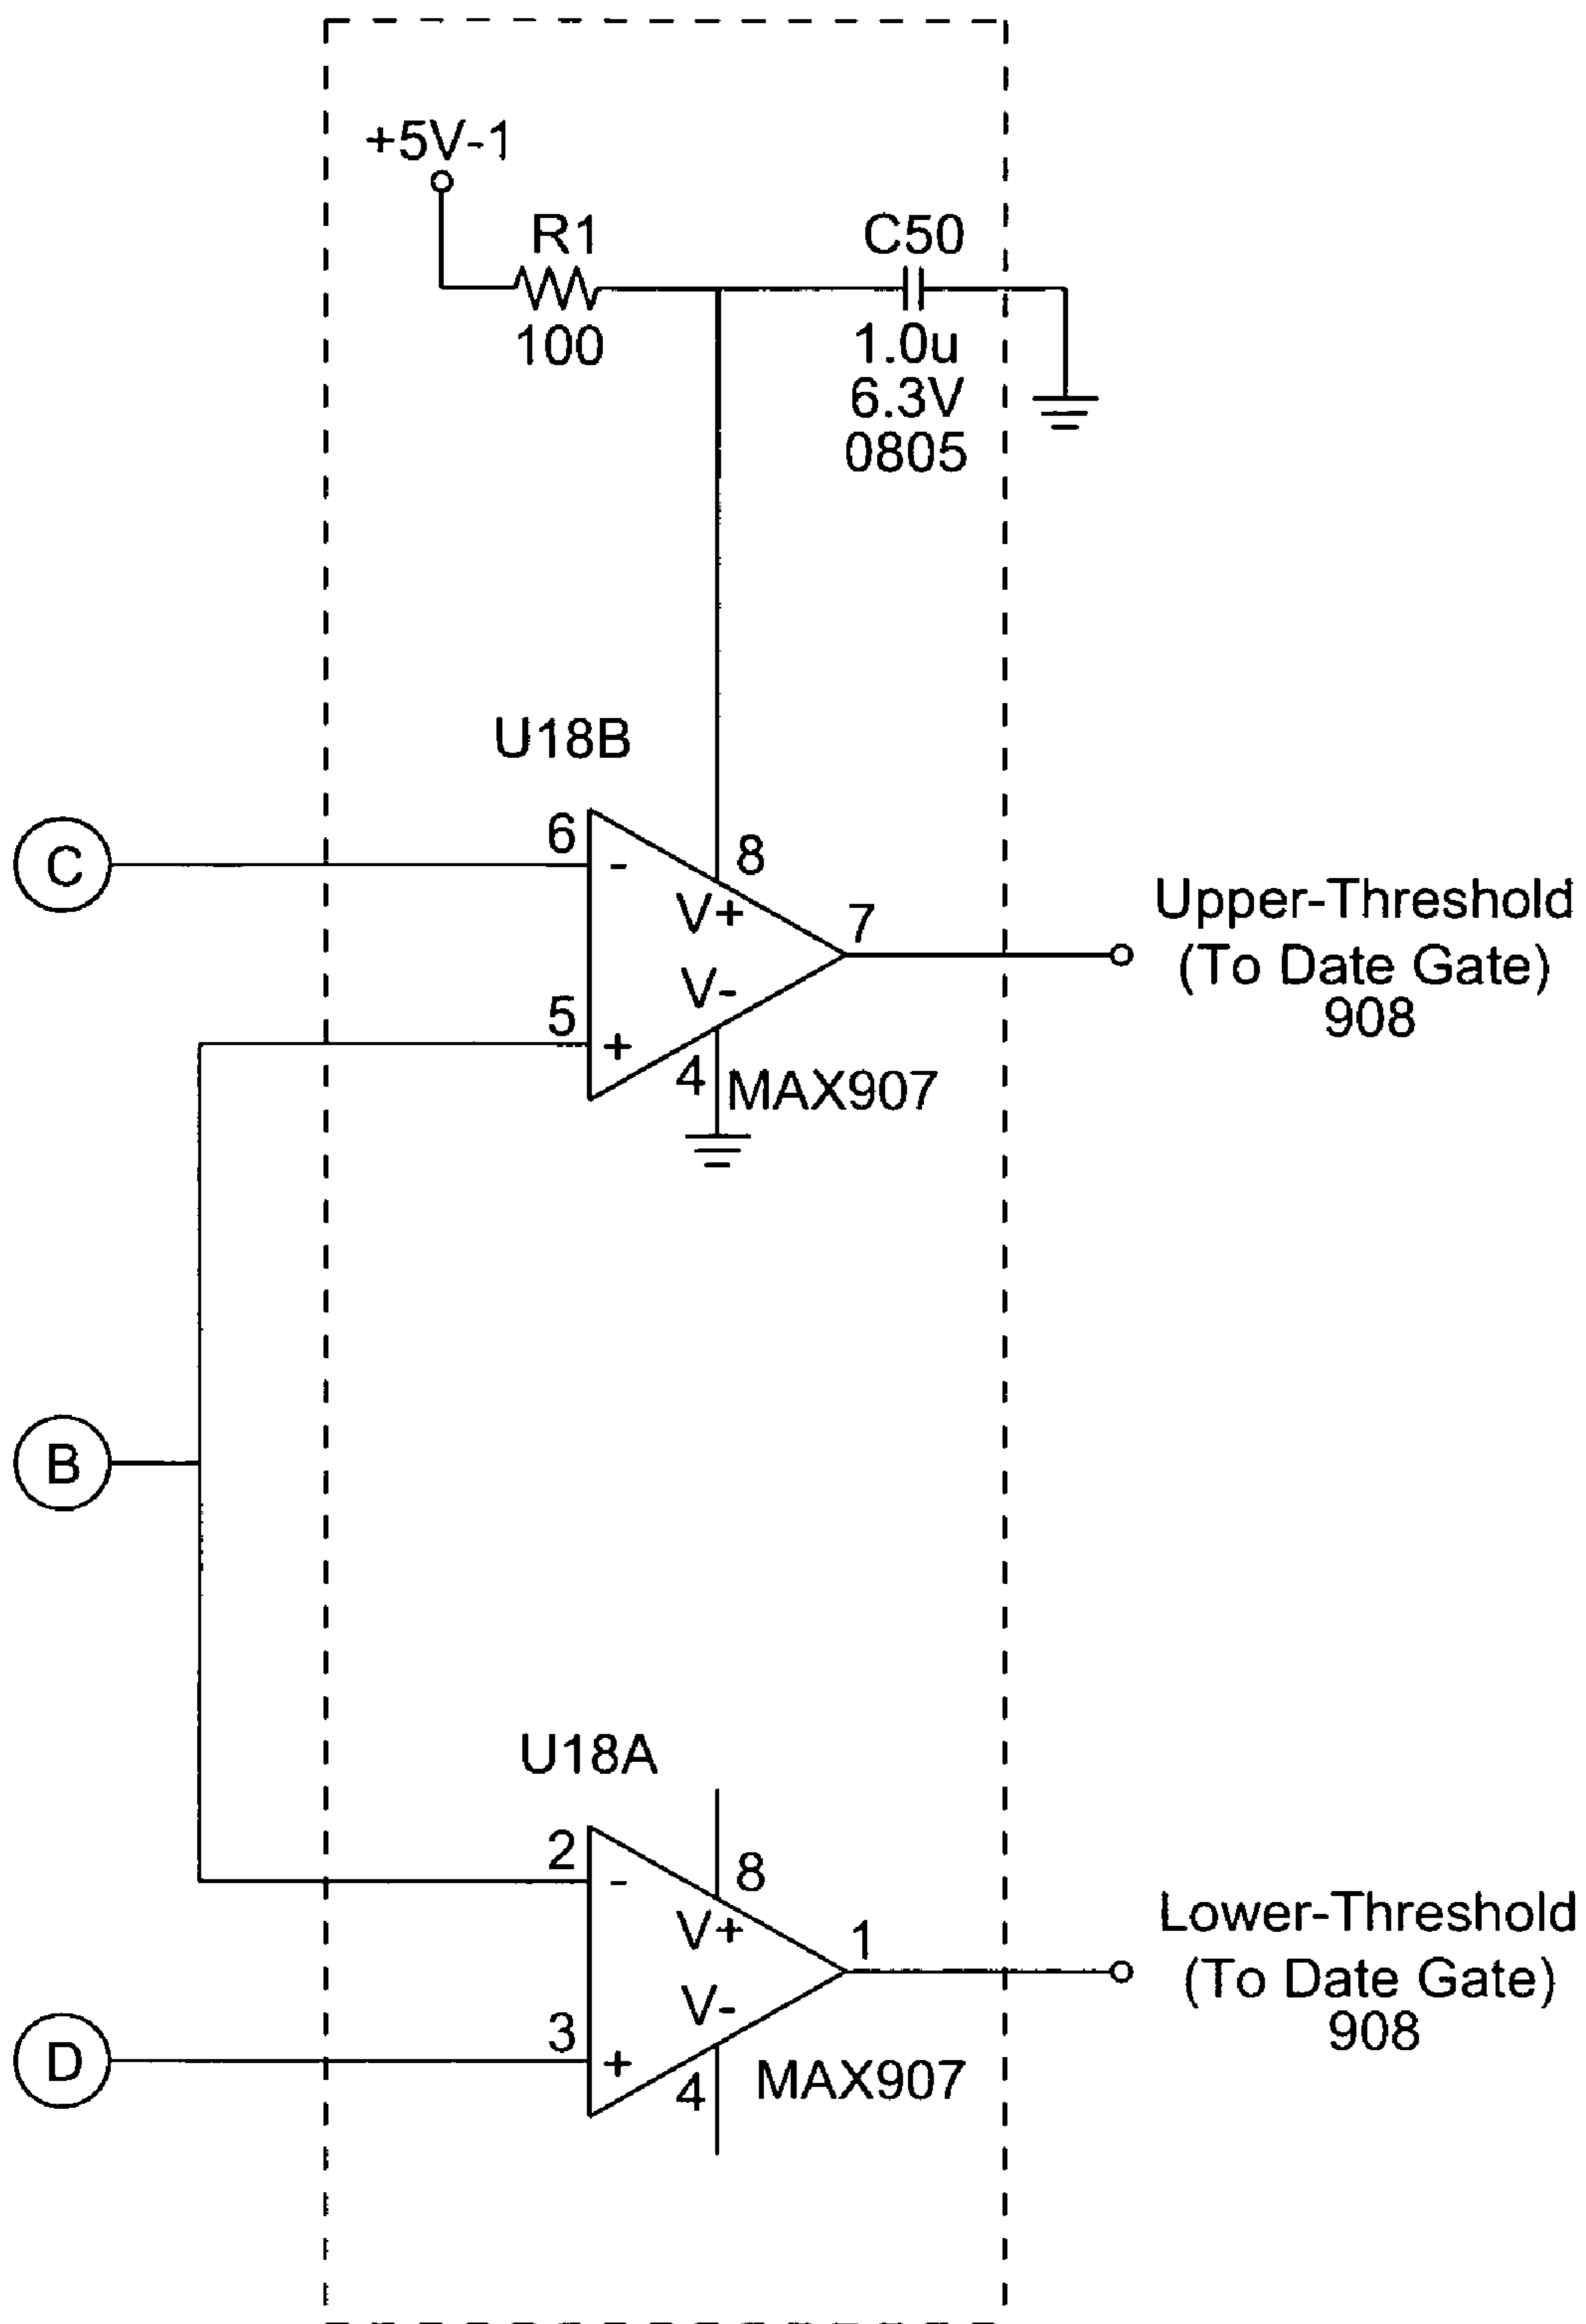 +5V-1
R1
100
C50
1.0u
6.3V
0805
U18B
C
6
-
8
V+
7
Upper-Threshold
(To Date Gate)
908
V-
5
+
4
MAX907
B
U18A
2
-
8
V+
1
Lower-Threshold
(To Date Gate)
908
V-
D
3
+
4
MAX907